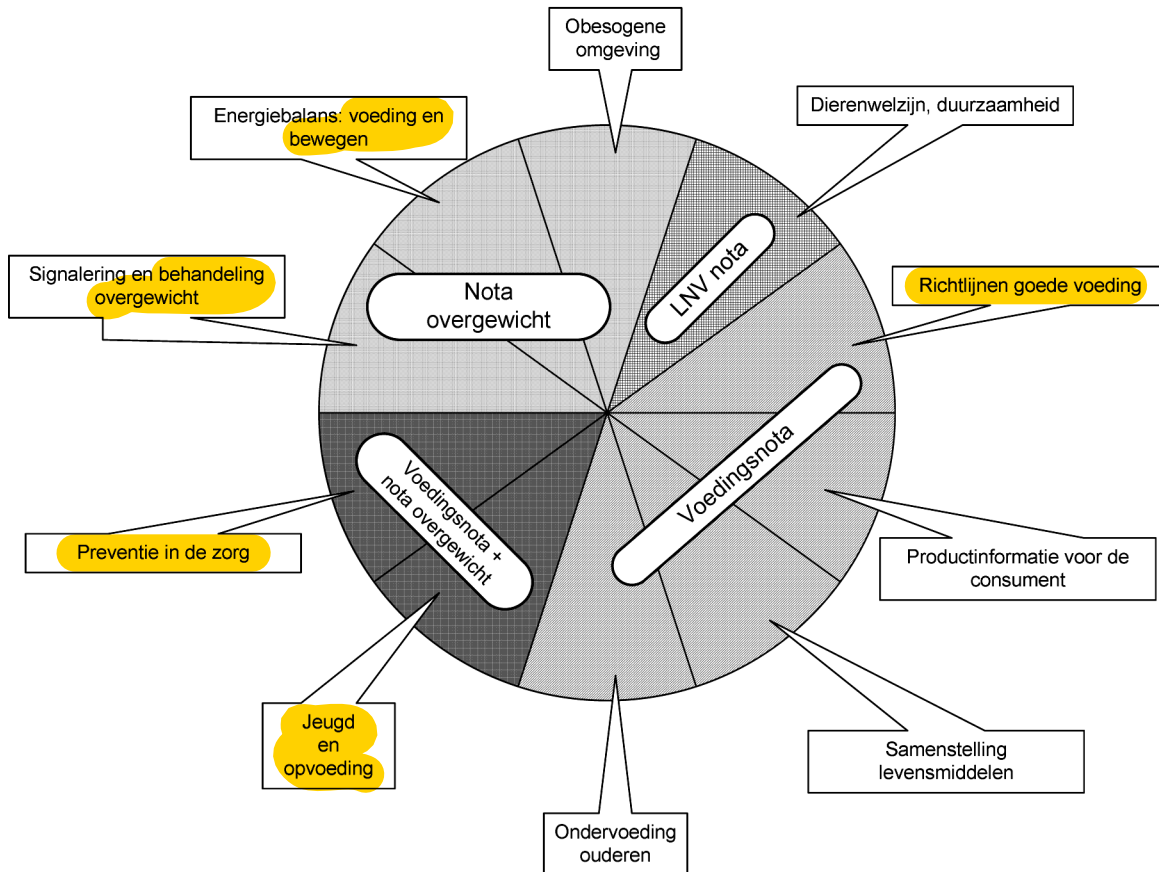 Obesogene
omgeving
Energiebalans: voeding en
bewegen
Dierenwelzijn, duurzaamheid
Signalering en behandeling
overgewicht
Nota
overgewicht
LNV nota
Richtlijnen goede voeding
Voedingsnota +
nota overgewicht
Voedingsnota
Preventie in de zorg
Productinformatie voor de
consument
Jeugd
en
opvoeding
Samenstelling
levensmiddelen
Ondervoeding
ouderen